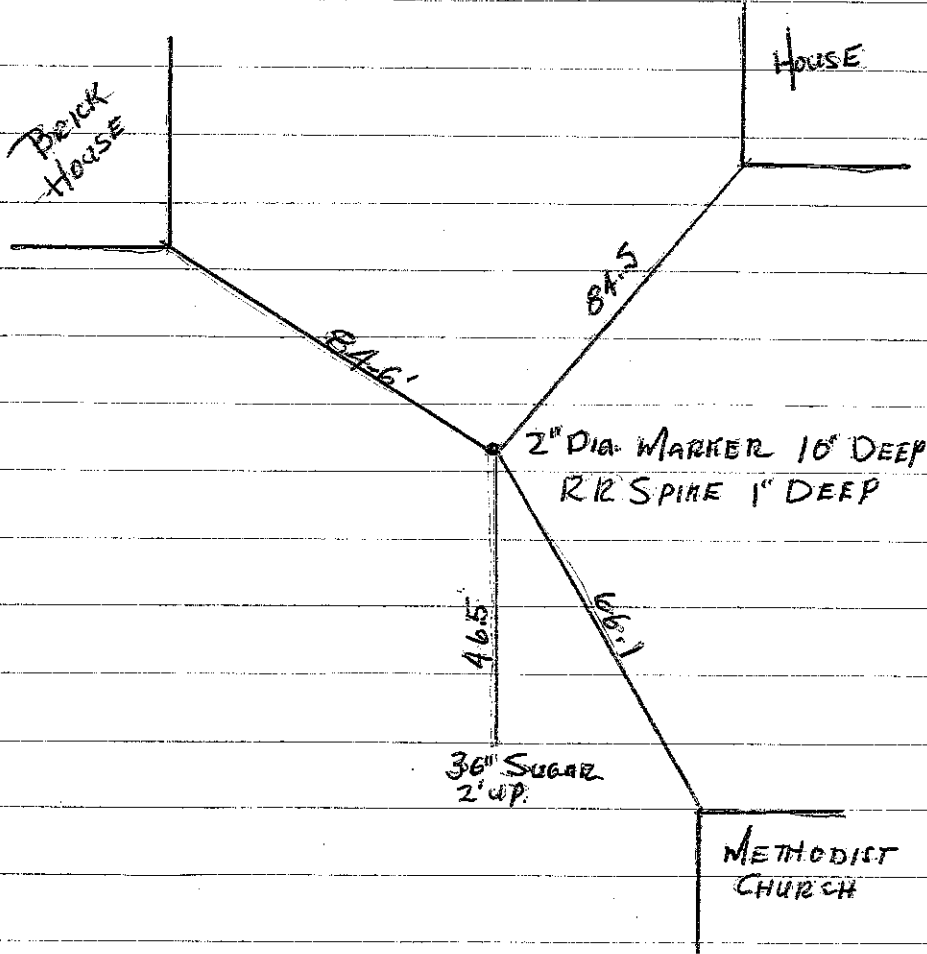 HOUSE
BRICK
HOUSE
84.5
84.6'
2" DIA. MARKER 10" DEEP
RR SPIKE 1" DEEP
46.5'
66.1
36" SUGAR
2' UP.
METHODIST
CHURCH